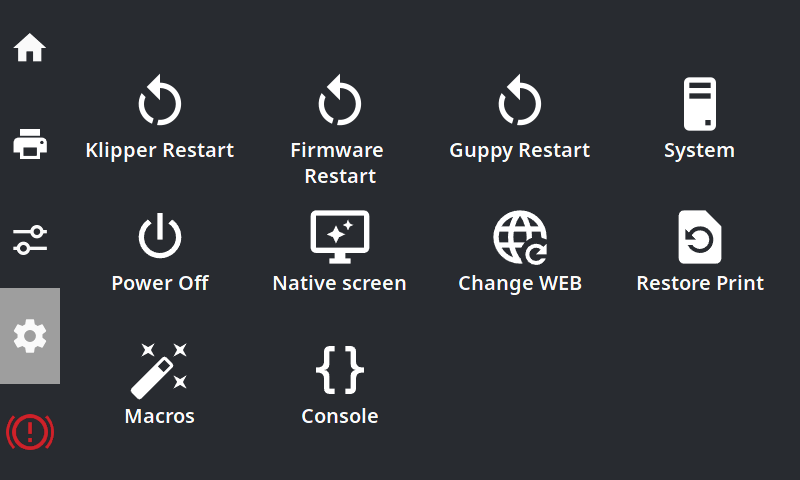 Klipper Restart
Firmware
Restart
Guppy Restart
System
Power Off
Native screen
Change WEB
Restore Print
Macros
Console